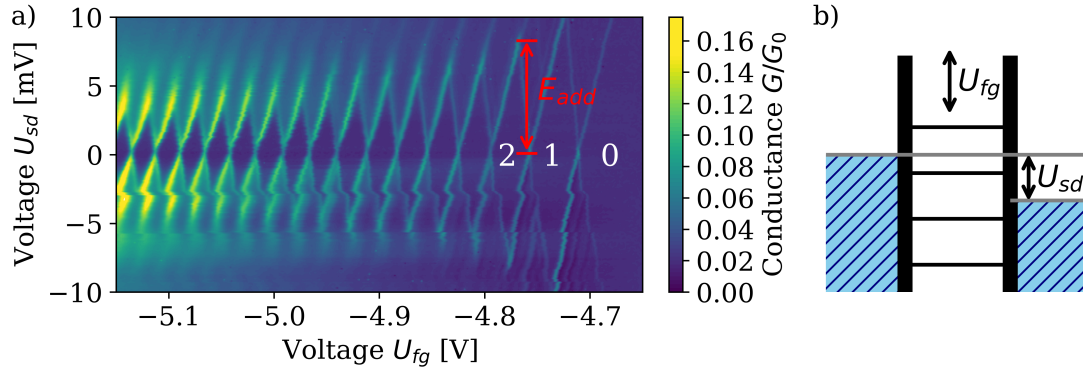 a)
b)
10
5
0
−5
−10
Voltage U_sd [mV]
−5.1
−5.0
−4.9
−4.8
−4.7
Voltage U_fg [V]
E_add
2 1 0
0.16
0.14
0.12
0.10
0.08
0.06
0.04
0.02
0.00
Conductance G/G_0
U_fg
U_sd